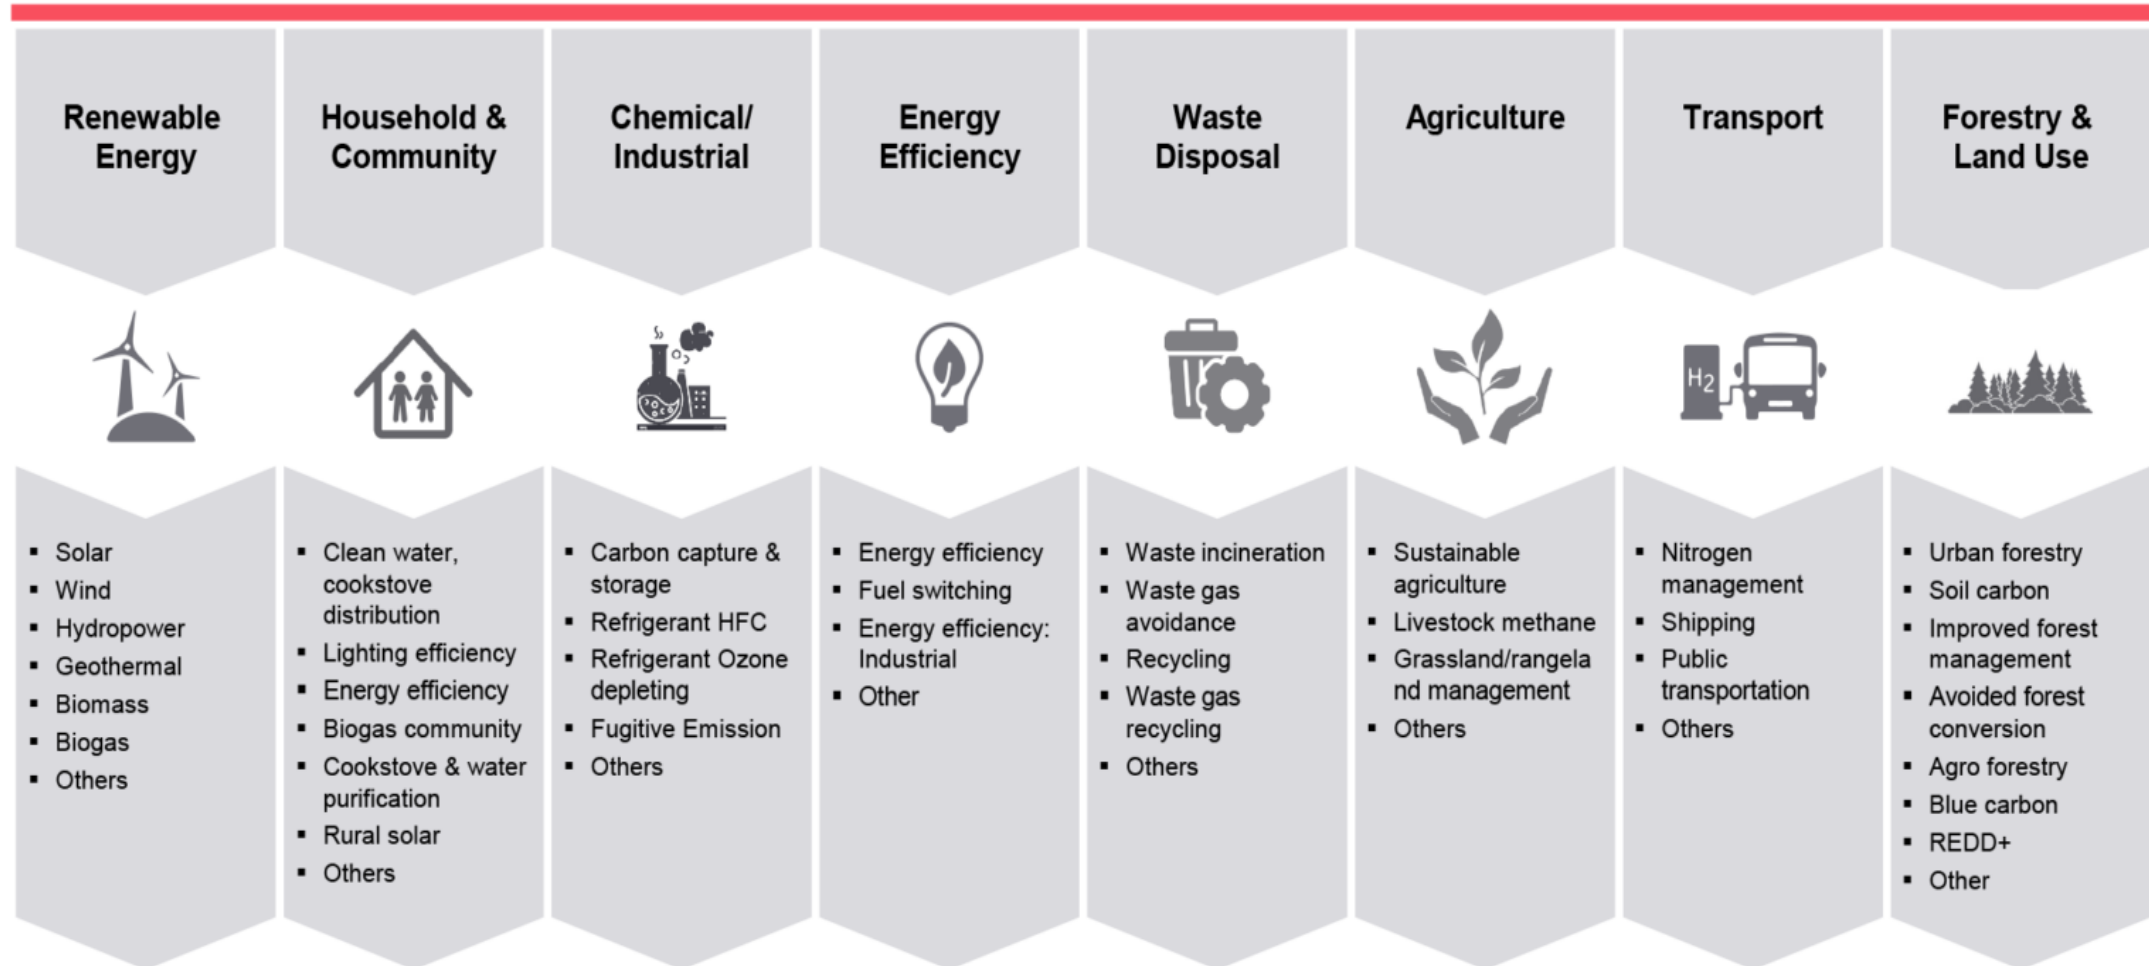 Renewable
Energy
Household &
Community
Chemical/
Industrial
Energy
Efficiency
Waste
Disposal
Agriculture
Transport
Forestry &
Land Use
H2
▪ Solar
▪ Wind
▪ Hydropower
▪ Geothermal
▪ Biomass
▪ Biogas
▪ Others
▪ Clean water,
cookstove
distribution
▪ Lighting efficiency
▪ Energy efficiency
▪ Biogas community
▪ Cookstove & water
purification
▪ Rural solar
▪ Others
▪ Carbon capture &
storage
▪ Refrigerant HFC
▪ Refrigerant Ozone
depleting
▪ Fugitive Emission
▪ Others
▪ Energy efficiency
▪ Fuel switching
▪ Energy efficiency:
Industrial
▪ Other
▪ Waste incineration
▪ Waste gas
avoidance
▪ Recycling
▪ Waste gas
recycling
▪ Others
▪ Sustainable
agriculture
▪ Livestock methane
▪ Grassland/rangela
nd management
▪ Others
▪ Nitrogen
management
▪ Shipping
▪ Public
transportation
▪ Others
▪ Urban forestry
▪ Soil carbon
▪ Improved forest
management
▪ Avoided forest
conversion
▪ Agro forestry
▪ Blue carbon
▪ REDD+
▪ Other